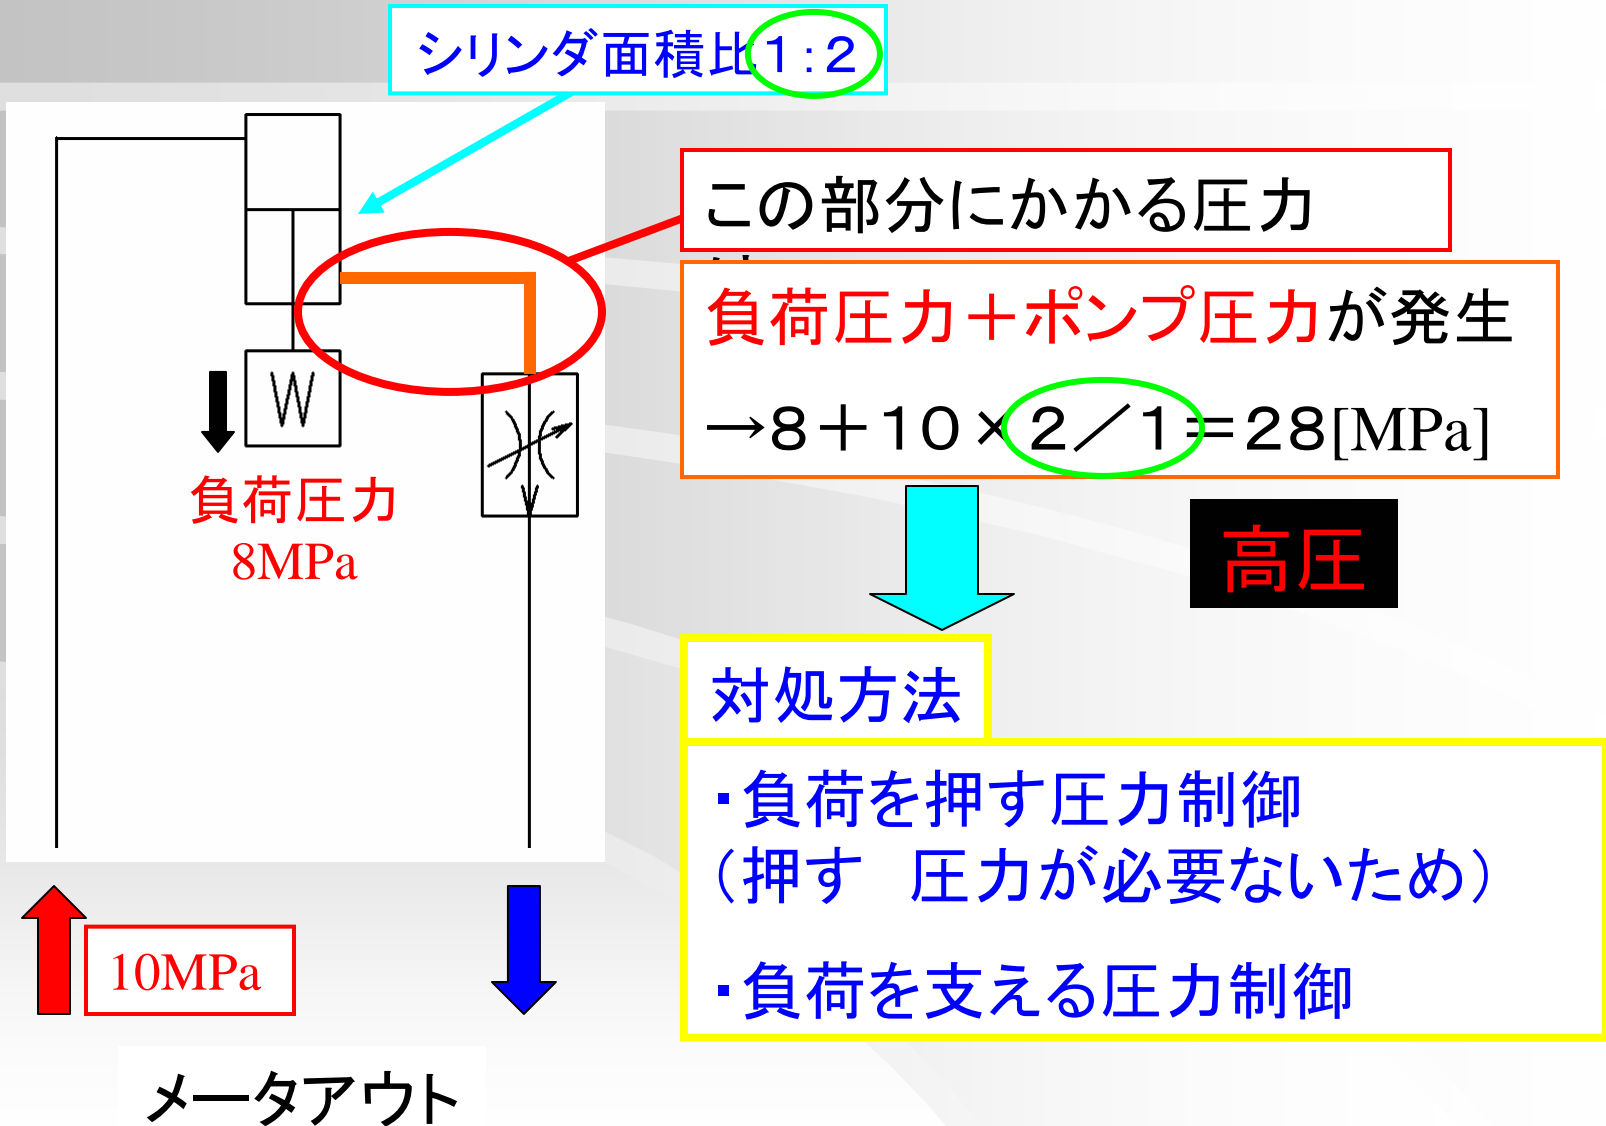 シリンダ面積比1:2
この部分にかかる圧力
負荷圧力+ポンプ圧力が発生
→8+10×2/1=28[MPa]
W
負荷圧力
8MPa
高圧
対処方法
・負荷を押す圧力制御
(押す 圧力が必要ないため)
・負荷を支える圧力制御
10MPa
メータアウト